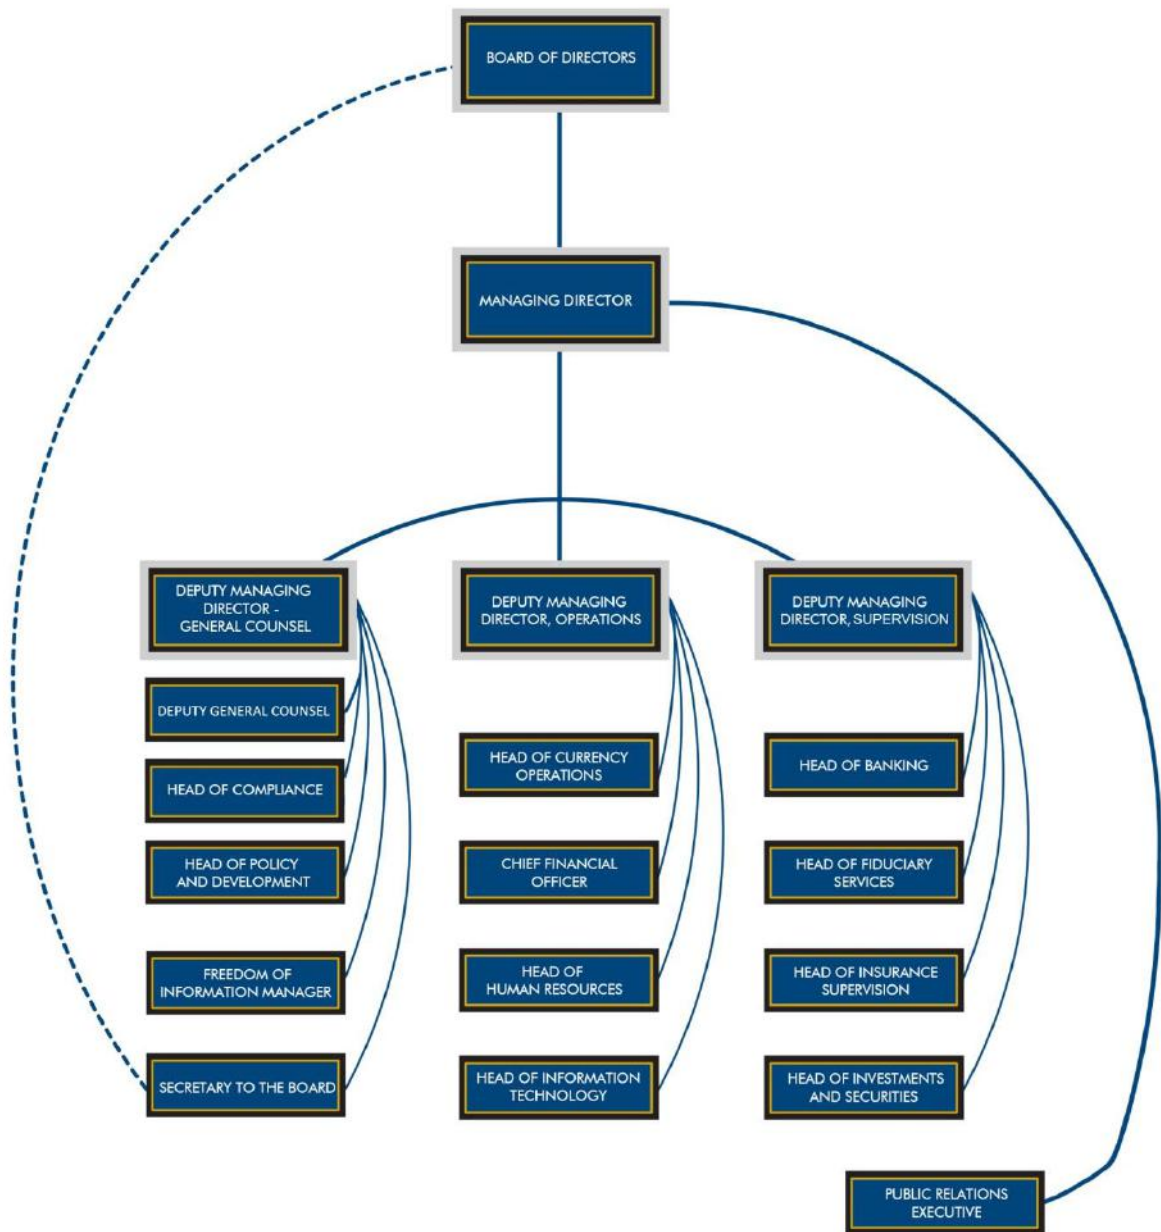 BOARD OF DIRECTORS
MANAGING DIRECTOR
DEPUTY MANAGING
DIRECTOR -
GENERAL COUNSEL
DEPUTY MANAGING
DIRECTOR, OPERATIONS
DEPUTY MANAGING
DIRECTOR, SUPERVISION
DEPUTY GENERAL COUNSEL
HEAD OF COMPLIANCE
HEAD OF POLICY
AND DEVELOPMENT
FREEDOM OF
INFORMATION MANAGER
SECRETARY TO THE BOARD
HEAD OF CURRENCY
OPERATIONS
CHIEF FINANCIAL
OFFICER
HEAD OF
HUMAN RESOURCES
HEAD OF INFORMATION
TECHNOLOGY
HEAD OF BANKING
HEAD OF FIDUCIARY
SERVICES
HEAD OF INSURANCE
SUPERVISION
HEAD OF INVESTMENTS
AND SECURITIES
PUBLIC RELATIONS
EXECUTIVE